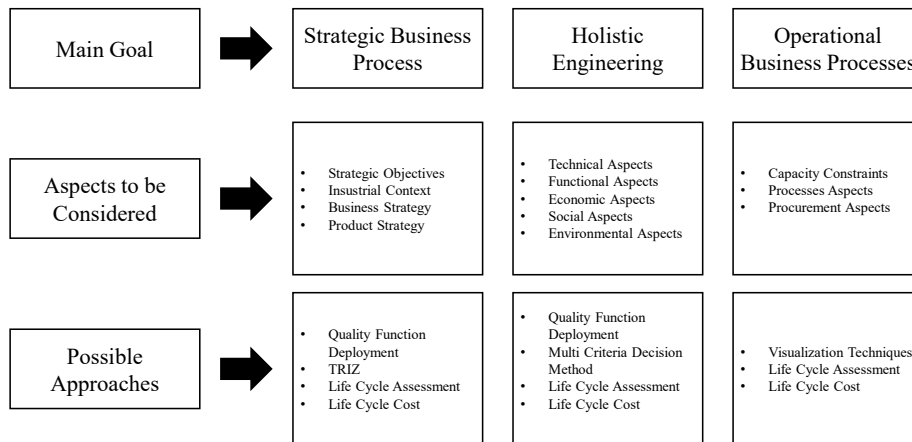 Main Goal
Strategic Business
Process
Holistic
Engineering
Operational
Business Processes
Aspects to be
Considered
• Strategic Objectives
• Insustrial Context
• Business Strategy
• Product Strategy
• Technical Aspects
• Functional Aspects
• Economic Aspects
• Social Aspects
• Environmental Aspects
• Capacity Constraints
• Processes Aspects
• Procurement Aspects
Possible
Approaches
• Quality Function
Deployment
• TRIZ
• Life Cycle Assessment
• Life Cycle Cost
• Quality Function
Deployment
• Multi Criteria Decision
Method
• Life Cycle Assessment
• Life Cycle Cost
• Visualization Techniques
• Life Cycle Assessment
• Life Cycle Cost